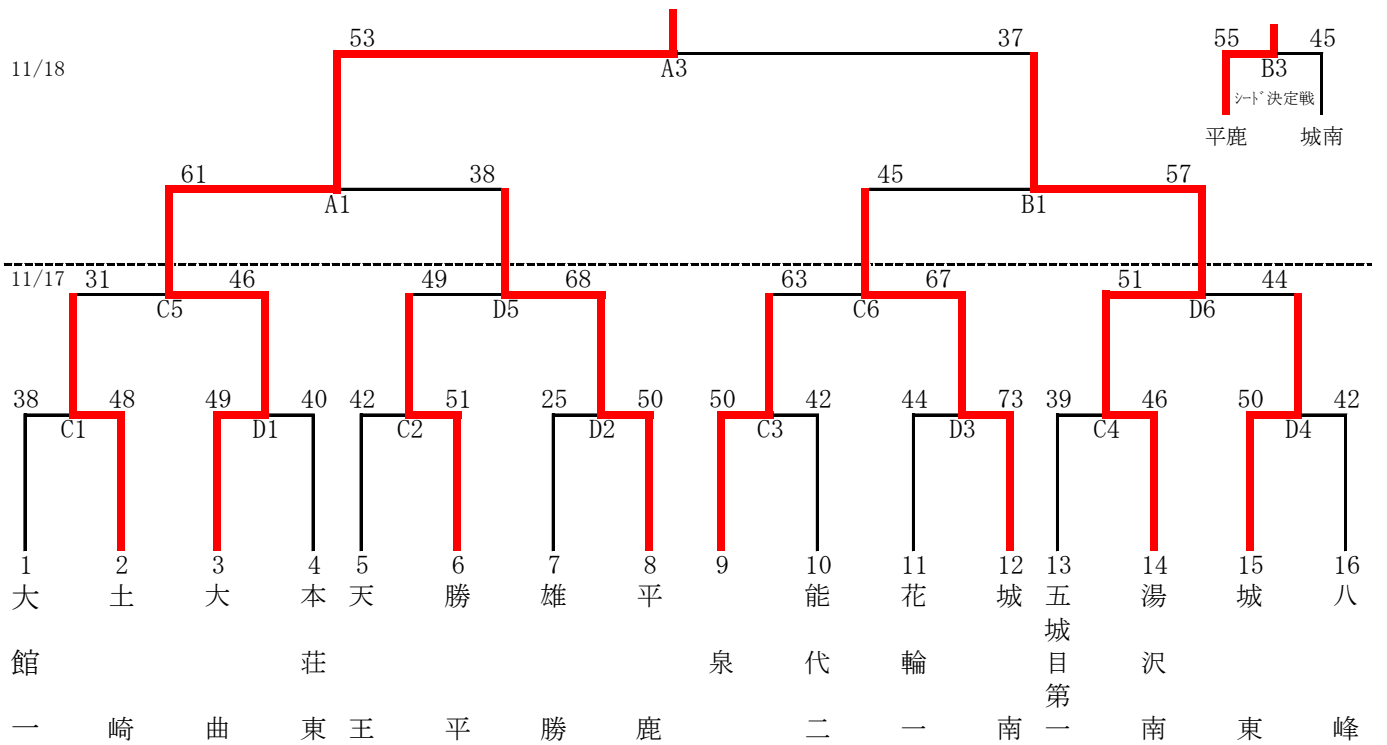 53 37 55 45
11/18 A3 B3
シード決定戦
平鹿 城南
61 38 45 57
A1 B1
11/17 31 46 49 68 63 67 51 44
C5 D5 C6 D6
38 48 49 40 42 51 25 50 50 42 44 73 39 46 50 42
C1 D1 C2 D2 C3 D3 C4 D4
1 2 3 4 5 6 7 8 9 10 11 12 13 14 15 16
大館一
土崎
大曲
本荘東
天王
勝平
雄勝
平鹿
泉
能代二
花輪一
城南
五城目第一
湯沢南
城東
八峰